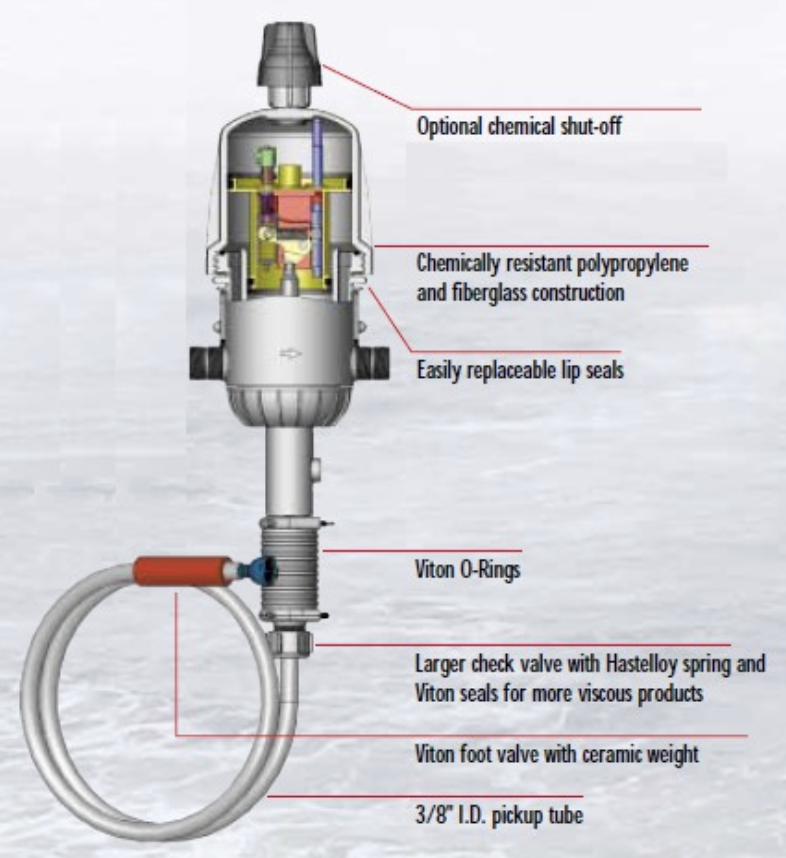 Optional chemical shut-off
Chemically resistant polypropylene
and fiberglass construction
Easily replaceable lip seals
Viton O-Rings
Larger check valve with Hastelloy spring and
Viton seals for more viscous products
Viton foot valve with ceramic weight
3/8" I.D. pickup tube